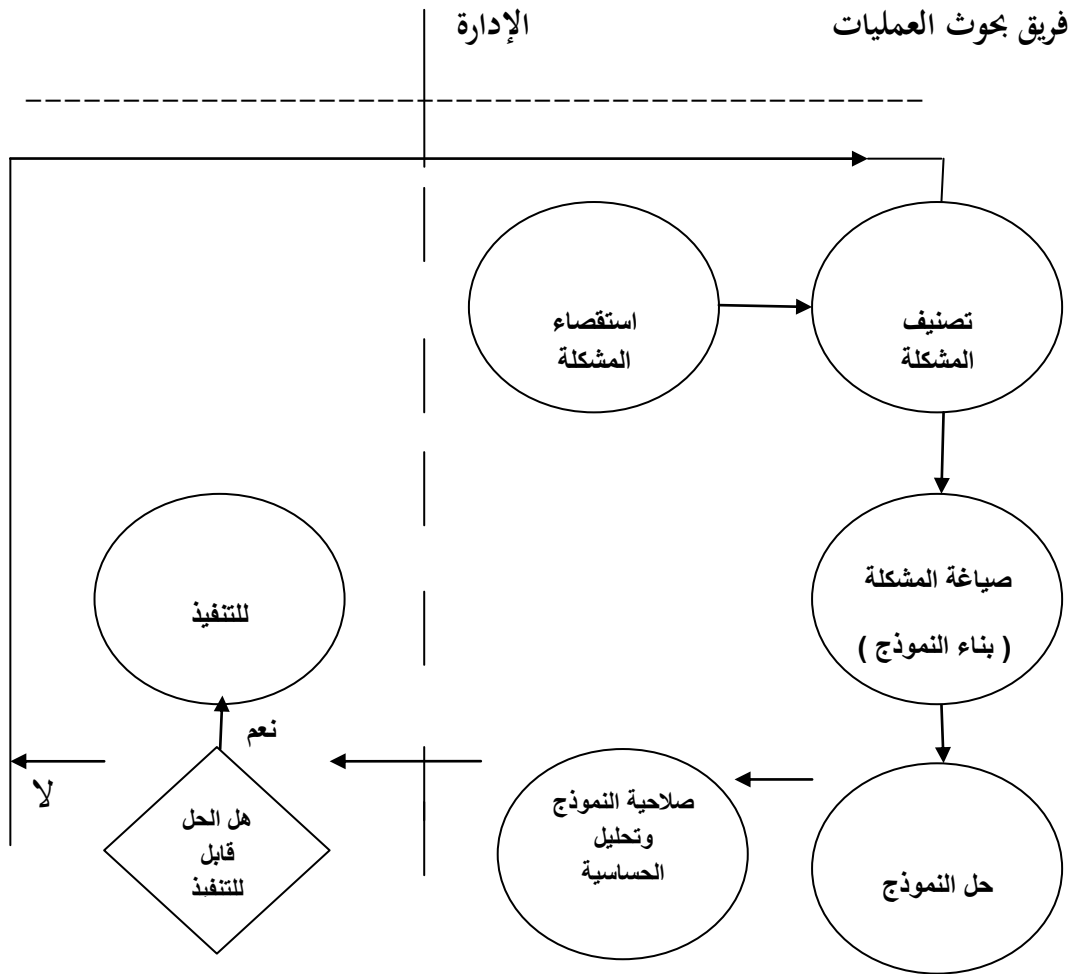 فريق بحوث العمليات
الإدارة
تصنيف
المشكلة
استقصاء
المشكلة
صياغة المشكلة
( بناء النموذج )
للتنفيذ
نعم
لا
حل النموذج
صلاحية النموذج
وتحليل
الحساسية
هل الحل
قابل
للتنفيذ